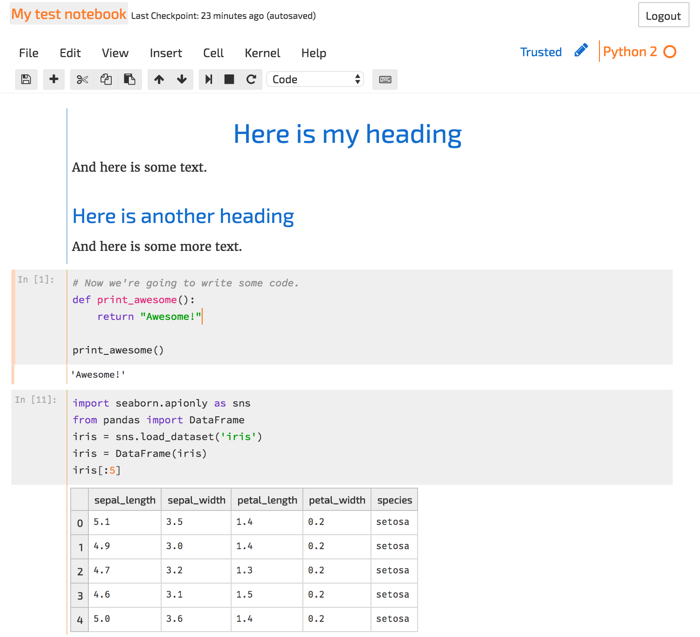 My test notebook Last Checkpoint: 23 minutes ago (autosaved) Logout
File Edit View Insert Cell Kernel Help Trusted Python 2
Code
Here is my heading
And here is some text.
Here is another heading
And here is some more text.
In [1]: # Now we're going to write some code.
def print_awesome():
    return "Awesome!"
print_awesome()
'Awesome!'
In [11]: import seaborn.apionly as sns
from pandas import DataFrame
iris = sns.load_dataset('iris')
iris = DataFrame(iris)
iris[:5]
sepal_length sepal_width petal_length petal_width species
0 5.1 3.5 1.4 0.2 setosa
1 4.9 3.0 1.4 0.2 setosa
2 4.7 3.2 1.3 0.2 setosa
3 4.6 3.1 1.5 0.2 setosa
4 5.0 3.6 1.4 0.2 setosa